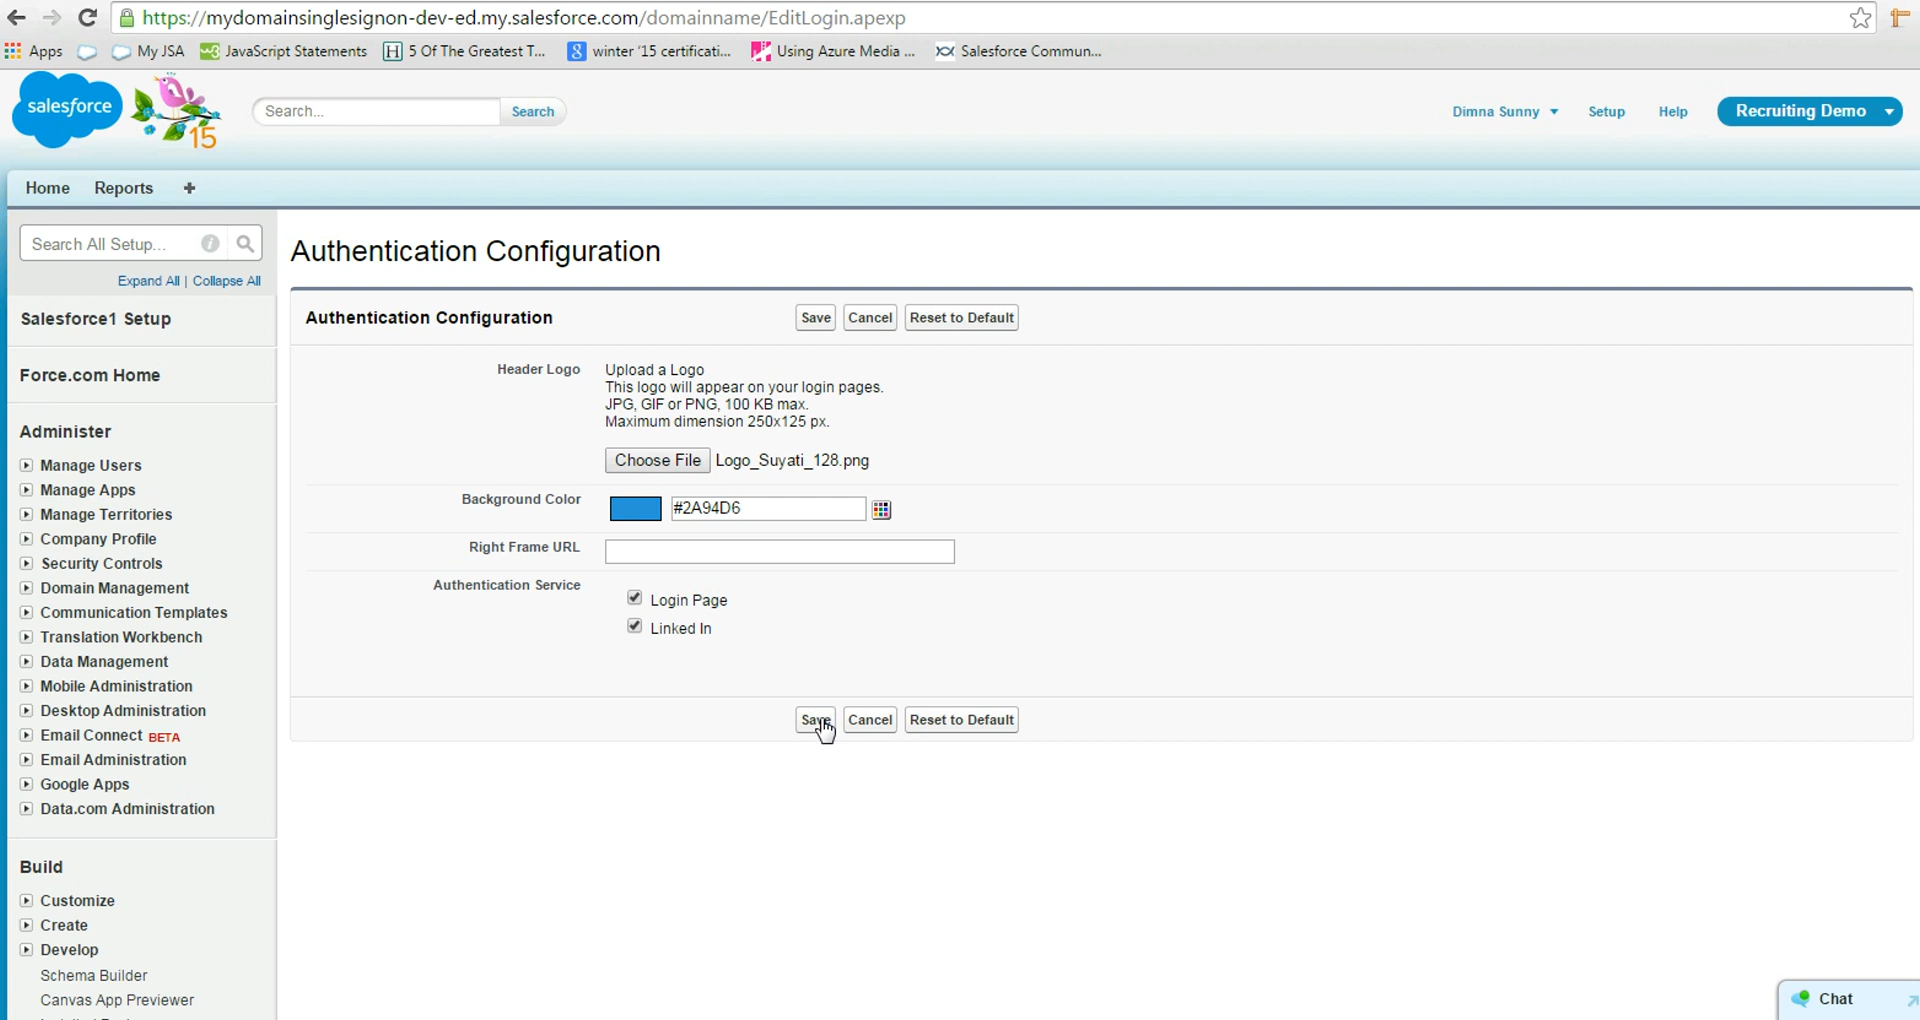 https://mydomainsinglesignon-dev-ed.my.salesforce.com/domainname/EditLogin.apexp
Apps My JSA JavaScript Statements 5 Of The Greatest T... winter '15 certificati... Using Azure Media ... Salesforce Commun...
salesforce 15 Search... Search Dimna Sunny Setup Help Recruiting Demo
Home Reports
Search All Setup...
Expand All | Collapse All
Salesforce1 Setup
Force.com Home
Administer
Manage Users
Manage Apps
Manage Territories
Company Profile
Security Controls
Domain Management
Communication Templates
Translation Workbench
Data Management
Mobile Administration
Desktop Administration
Email Connect BETA
Email Administration
Google Apps
Data.com Administration
Build
Customize
Create
Develop
Schema Builder
Canvas App Previewer
Authentication Configuration
Authentication Configuration Save Cancel Reset to Default
Header Logo Upload a Logo
This logo will appear on your login pages.
JPG, GIF or PNG, 100 KB max.
Maximum dimension 250x125 px.
Choose File Logo_Suyati_128.png
Background Color #2A94D6
Right Frame URL
Authentication Service
Login Page
Linked In
Save Cancel Reset to Default
Chat